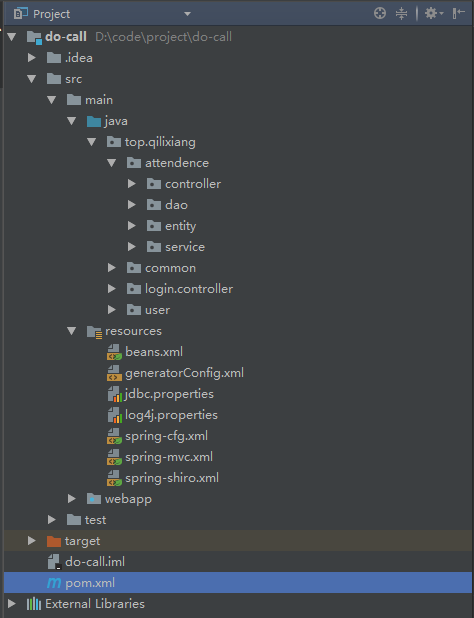 Project
do-call D:\code\project\do-call
.idea
src
main
java
top.qilixiang
attendence
controller
dao
entity
service
common
login.controller
user
resources
beans.xml
generatorConfig.xml
jdbc.properties
log4j.properties
spring-cfg.xml
spring-mvc.xml
spring-shiro.xml
webapp
test
target
do-call.iml
pom.xml
External Libraries